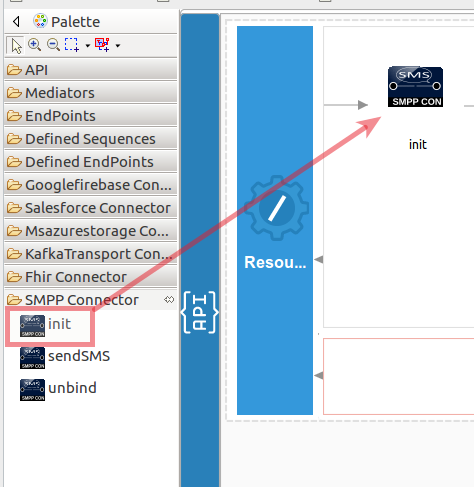 Palette
API
Mediators
EndPoints
Defined Sequences
Defined EndPoints
Googlefirebase Con...
Salesforce Connector
Msazurestorage Co...
KafkaTransport Con...
Fhir Connector
SMPP Connector
SMS
SMPP CON
init
SMS
SMPP CON
sendSMS
SMS
SMPP CON
unbind
API
Resou...
SMS
SMPP CON
init